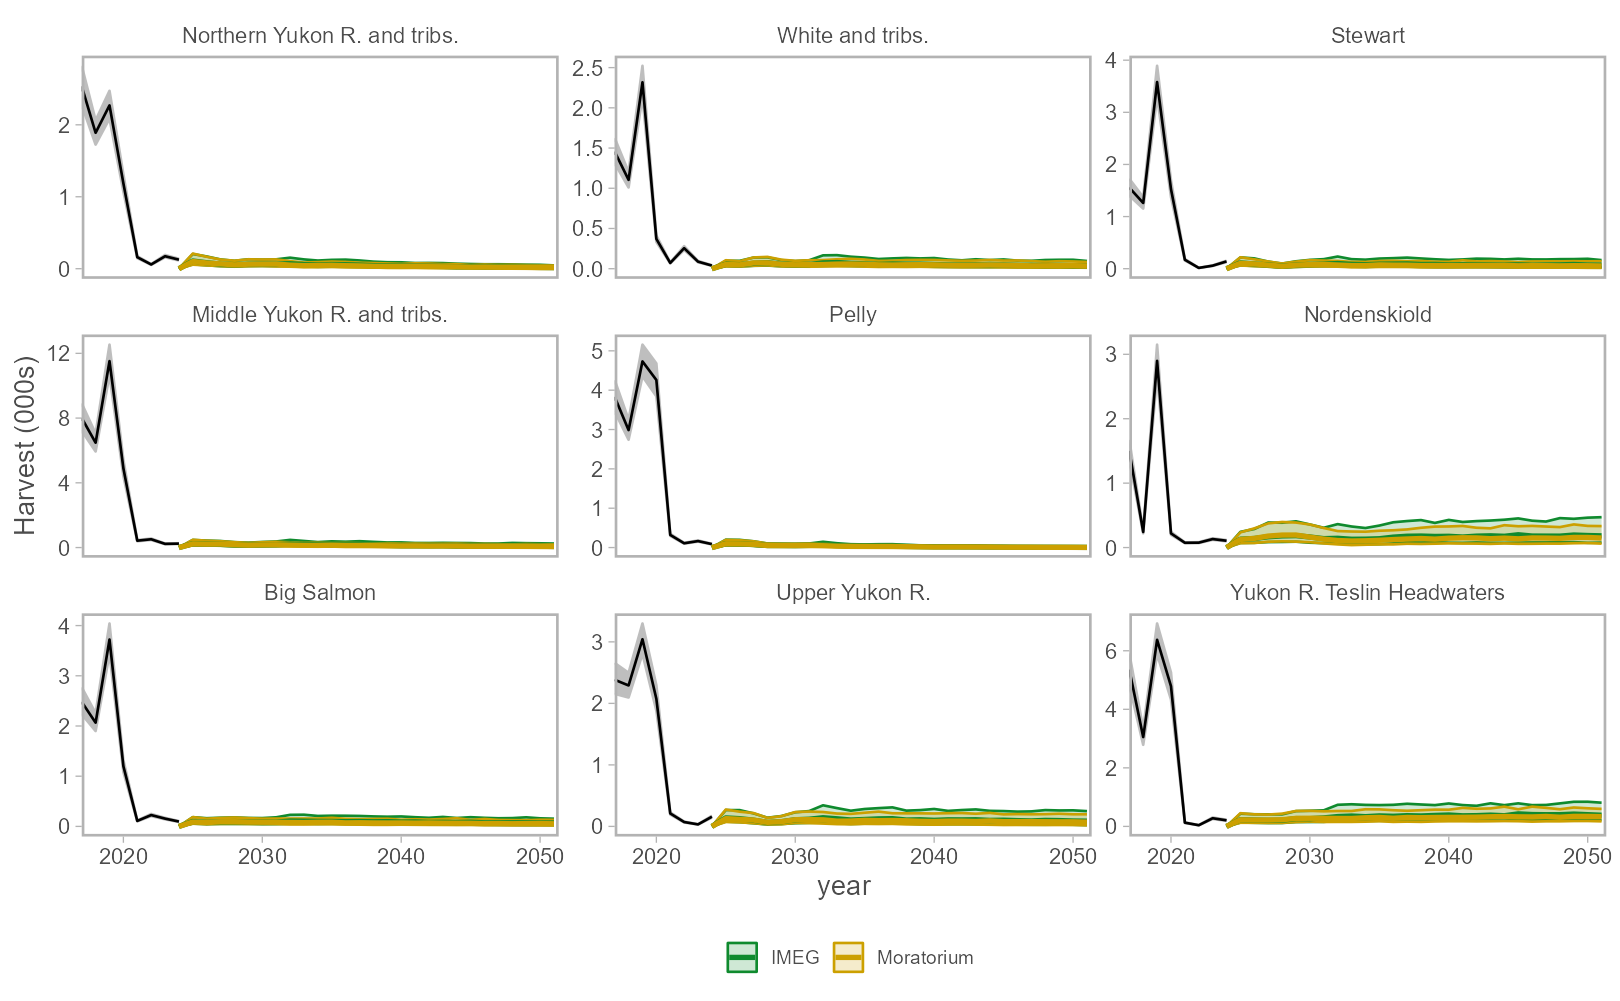 Northern Yukon R. and tribs.
White and tribs.
Stewart
2
1
0
2.5
2.0
1.5
1.0
0.5
0.0
4
3
2
1
0
Middle Yukon R. and tribs.
Pelly
Nordenskiold
Harvest (000s)
12
8
4
0
5
4
3
2
1
0
3
2
1
0
Big Salmon
Upper Yukon R.
Yukon R. Teslin Headwaters
4
3
2
1
0
3
2
1
0
6
4
2
0
2020 2030 2040 2050
2020 2030 2040 2050
2020 2030 2040 2050
year
IMEG Moratorium